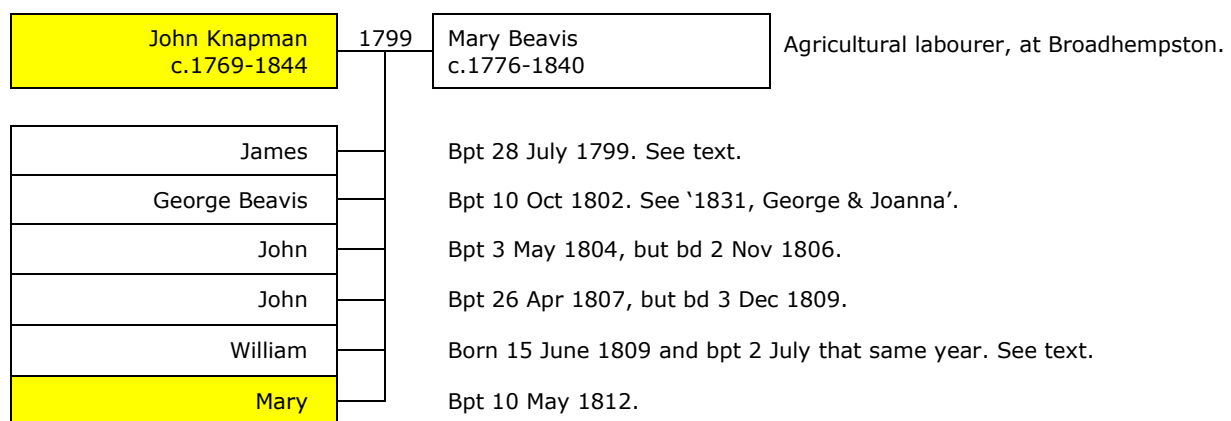 John Knapman 1799 Mary Beavis
c.1769-1844 c.1776-1840
Agricultural labourer, at Broadhempston.
James Bpt 28 July 1799. See text.
George Beavis Bpt 10 Oct 1802. See ‘1831, George & Joanna’.
John Bpt 3 May 1804, but bd 2 Nov 1806.
John Bpt 26 Apr 1807, but bd 3 Dec 1809.
William Born 15 June 1809 and bpt 2 July that same year. See text.
Mary Bpt 10 May 1812.